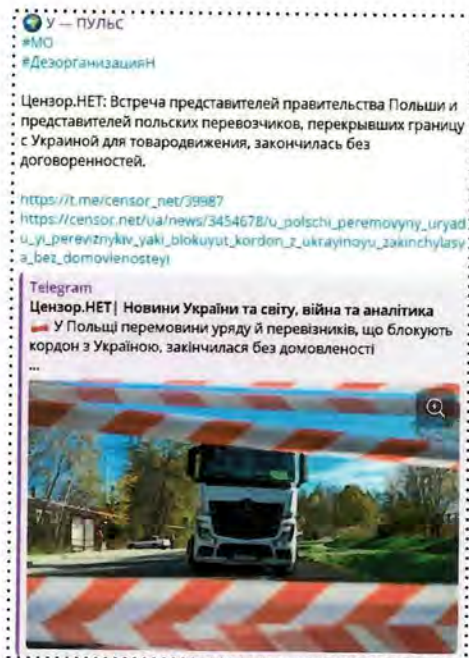 У — ПУЛЬС
#МО
#ДезорганизацияН
Цензор.НЕТ: Встреча представителей правительства Польши и
представителей польских перевозчиков, перекрывших границу
с Украиной для товародвижения, закончилась без
договоренностей.
https://t.me/censor_net/39987
https://censor.net/ua/news/3454678/u_polschi_peremovyny_uryad
u_yi_pereviznykiv_yaki_blokuyut_kordon_z_ukrayinoyu_zakinchylasy
a_bez_domovlenosteyi
Telegram
Цензор.НЕТ| Новини України та світу, війна та аналітика
У Польщі перемовини уряду й перевізників, що блокують
кордон з Україною, закінчилася без домовленості
...